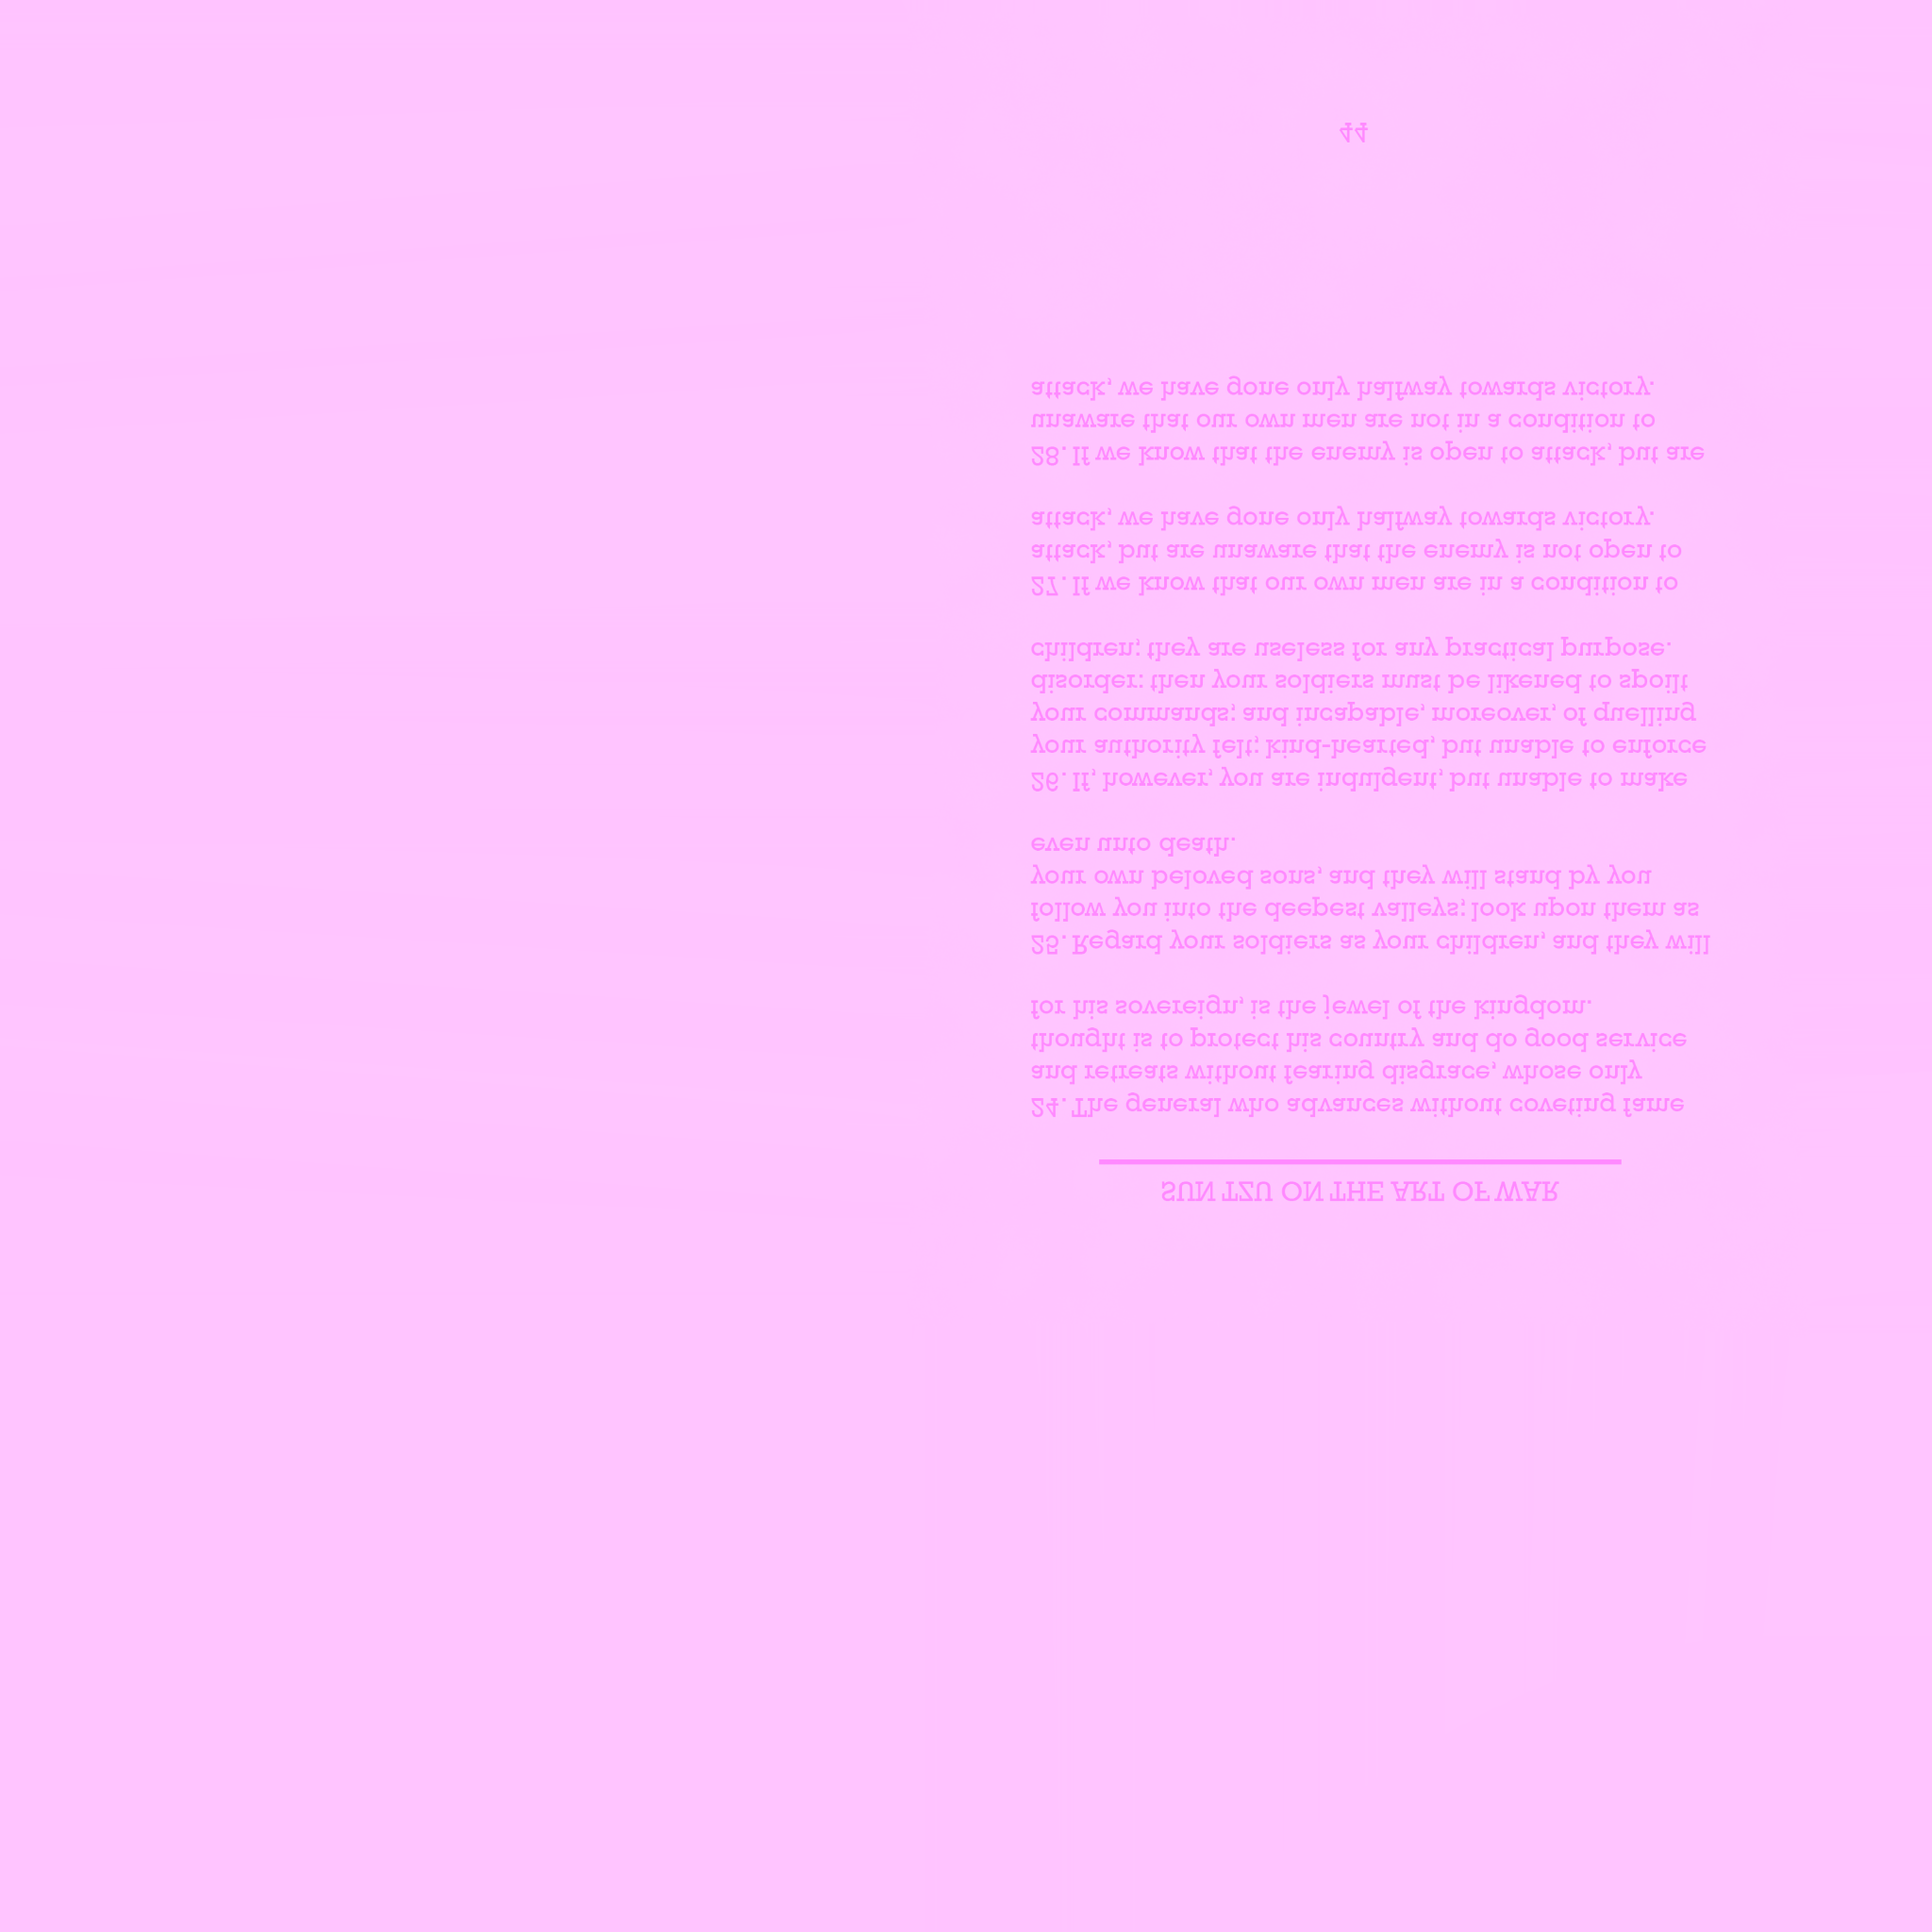 SUN TZU ON THE ART OF WAR
24. The general who advances without coveting fame
and retreats without fearing disgrace, whose only
thought is to protect his country and do good service
for his sovereign, is the jewel of the kingdom.
25. Regard your soldiers as your children, and they will
follow you into the deepest valleys; look upon them as
your own beloved sons, and they will stand by you
even unto death.
26. If, however, you are indulgent, but unable to make
your authority felt; kind-hearted, but unable to enforce
your commands; and incapable, moreover, of quelling
disorder: then your soldiers must be likened to spoilt
children; they are useless for any practical purpose.
27. If we know that our own men are in a condition to
attack, but are unaware that the enemy is not open to
attack, we have gone only halfway towards victory.
28. If we know that the enemy is open to attack, but are
unaware that our own men are not in a condition to
attack, we have gone only halfway towards victory.
44